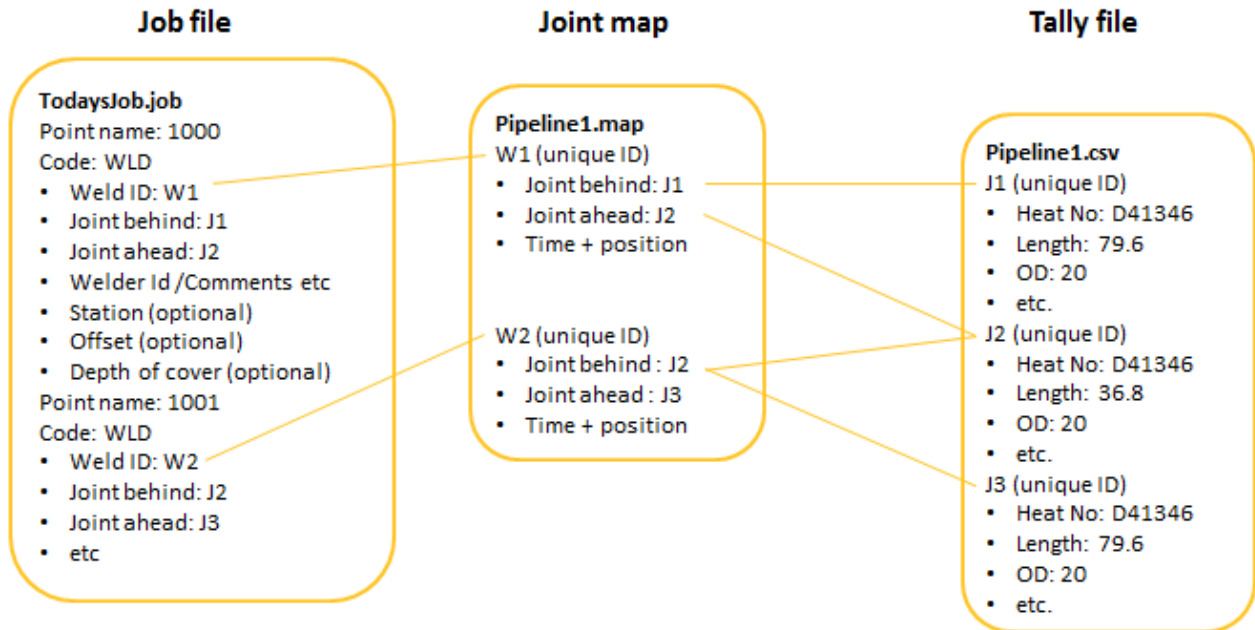 Job file
TodaysJob.job
Point name: 1000
Code: WLD
• Weld ID: W1
• Joint behind: J1
• Joint ahead: J2
• Welder Id /Comments etc
• Station (optional)
• Offset (optional)
• Depth of cover (optional)
Point name: 1001
Code: WLD
• Weld ID: W2
• Joint behind: J2
• Joint ahead: J3
• etc
Joint map
Pipeline1.map
W1 (unique ID)
• Joint behind: J1
• Joint ahead: J2
• Time + position
W2 (unique ID)
• Joint behind : J2
• Joint ahead : J3
• Time + position
Tally file
Pipeline1.csv
J1 (unique ID)
• Heat No: D41346
• Length: 79.6
• OD: 20
• etc.
J2 (unique ID)
• Heat No: D41346
• Length: 36.8
• OD: 20
• etc.
J3 (unique ID)
• Heat No: D41346
• Length: 79.6
• OD: 20
• etc.